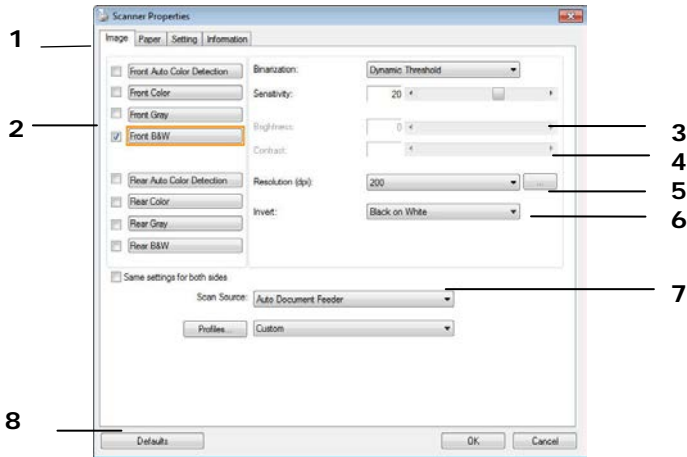 Scanner Properties
1
Image Paper Setting Information
Front Auto Color Detection
Binarization: Dynamic Threshold
Front Color
Sensitivity: 20
Front Gray
2
Front B&W
Brightness: 0
3
Contrast:
4
Rear Auto Color Detection
Resolution (dpi): 200 ...
5
Rear Color
Invert: Black on White
6
Rear Gray
Rear B&W
Same settings for both sides
Scan Source: Auto Document Feeder
7
Profiles... Custom
8
Defaults OK Cancel